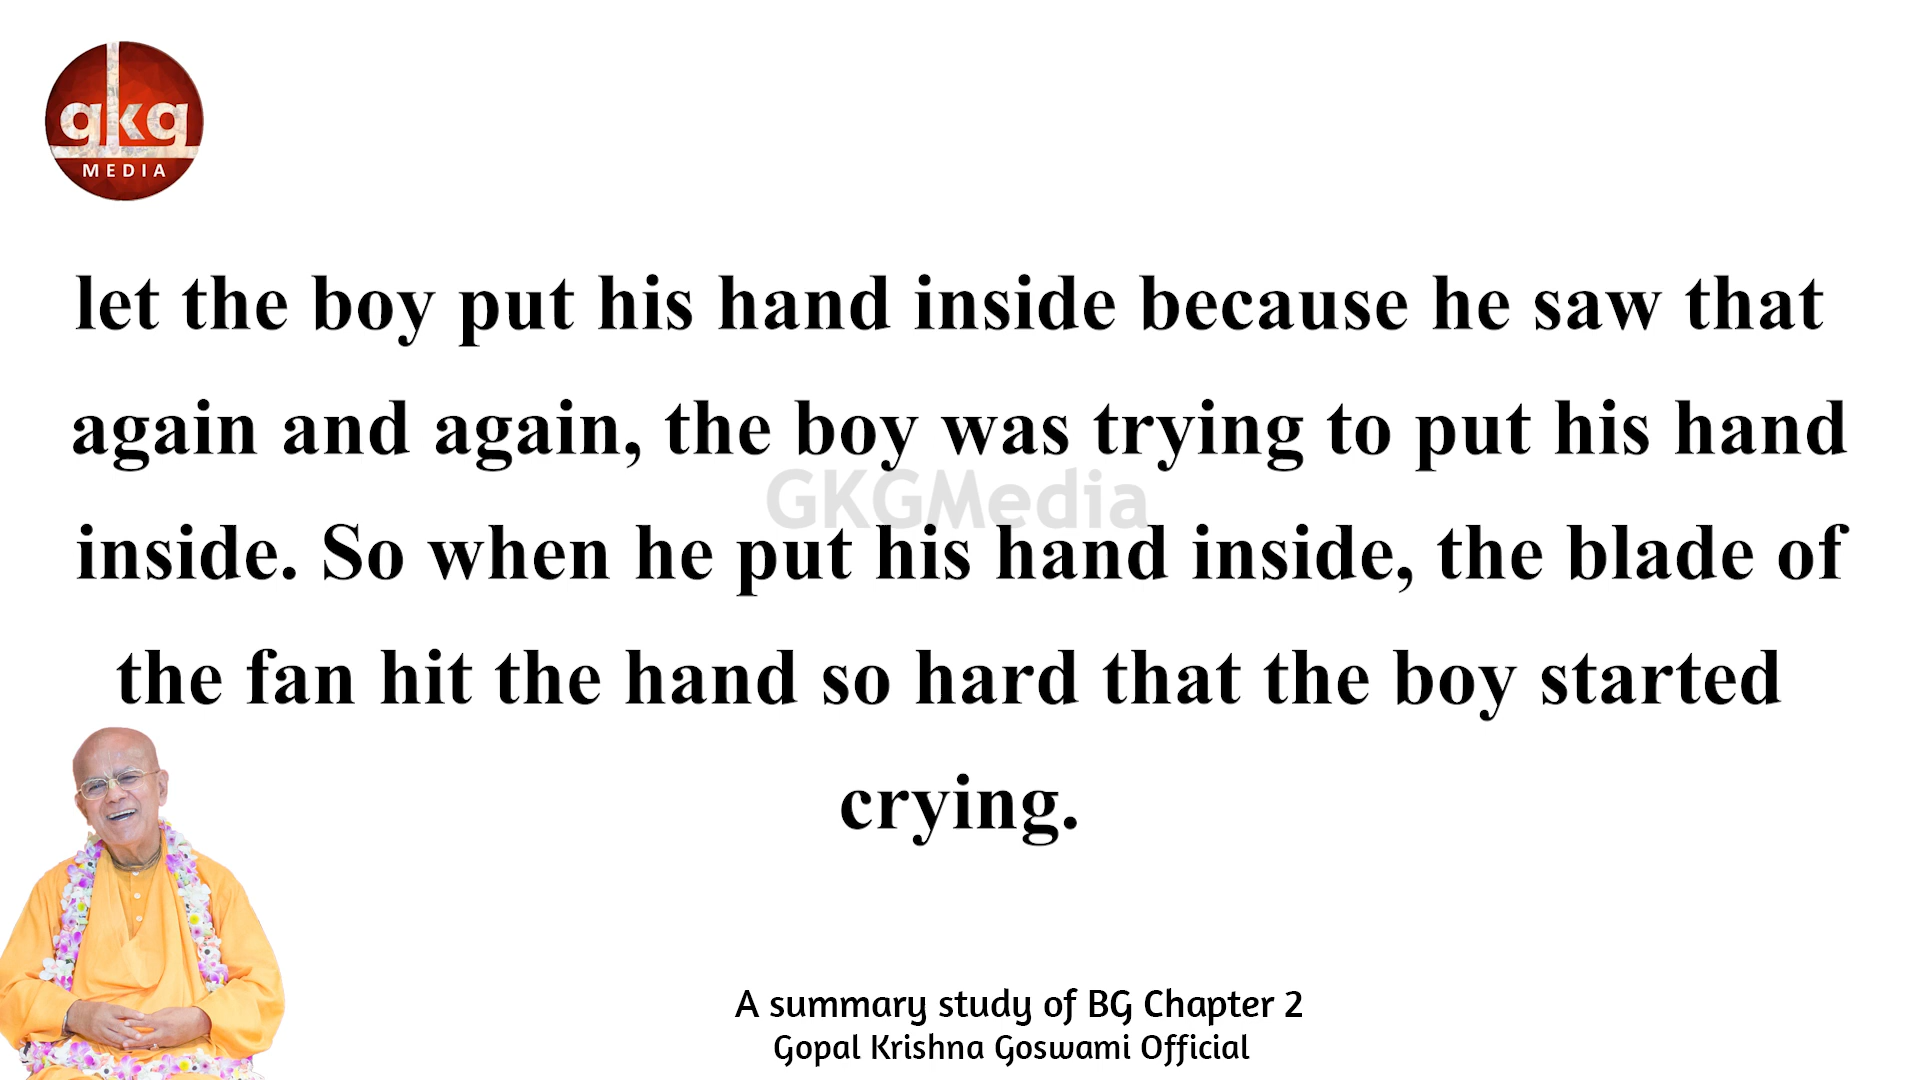 gkg
MEDIA
let the boy put his hand inside because he saw that
again and again, the boy was trying to put his hand
GKGMedia
inside. So when he put his hand inside, the blade of
the fan hit the hand so hard that the boy started
crying.
A summary study of BG Chapter 2
Gopal Krishna Goswami Official